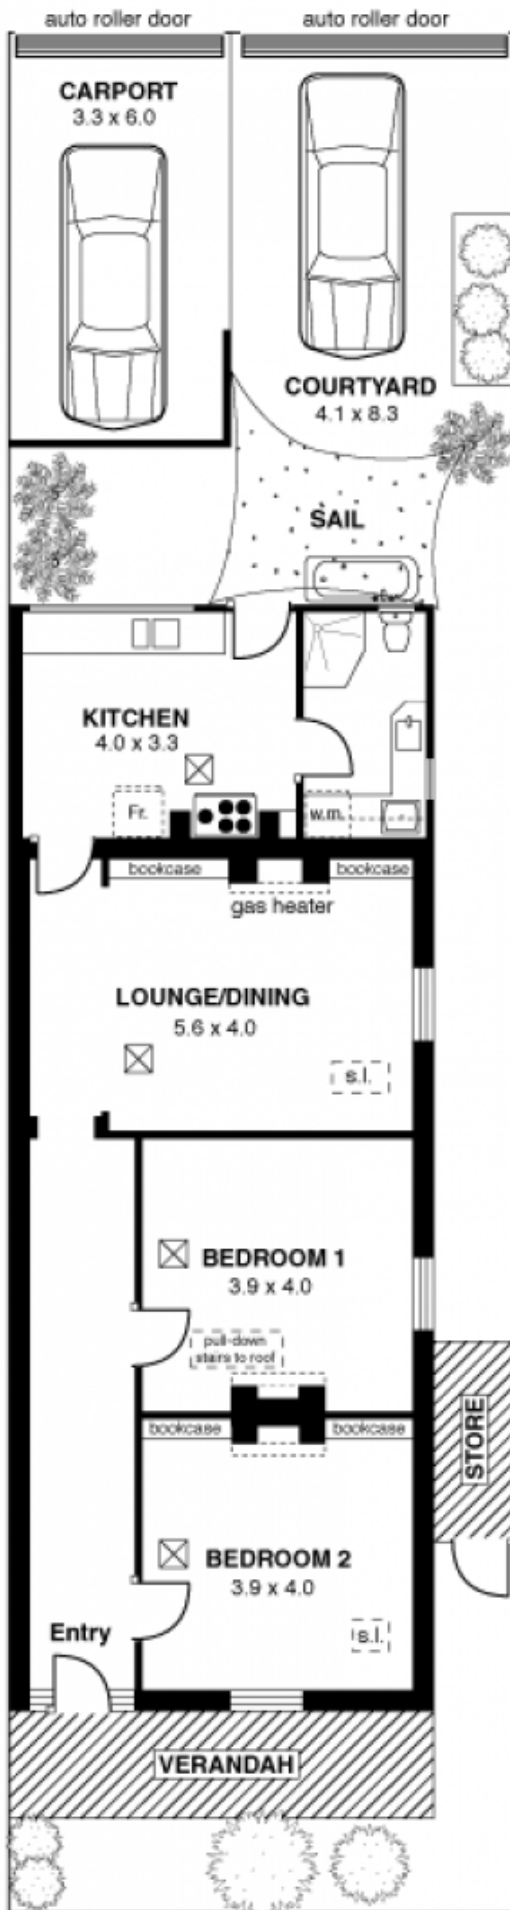 auto roller door
auto roller door
CARPORT
3.3 x 6.0
COURTYARD
4.1 x 8.3
SAIL
KITCHEN
4.0 x 3.3
Fr.
w.m.
bookcase
bookcase
gas heater
LOUNGE/DINING
5.6 x 4.0
s.l.
BEDROOM 1
3.9 x 4.0
pull-down
stairs to roof
STORE
bookcase
bookcase
BEDROOM 2
3.9 x 4.0
Entry
s.l.
VERANDAH